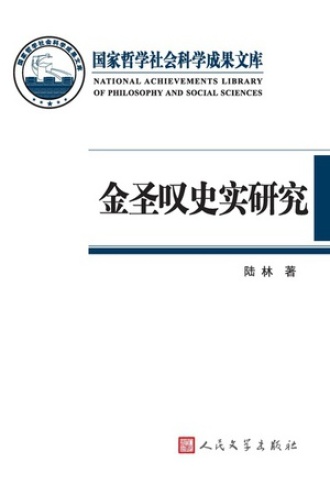 国家哲学社会科学成果文库
NATIONAL ACHIEVEMENTS LIBRARY
OF PHILOSOPHY AND SOCIAL SCIENCES
金圣叹史实研究
陆林 著
人民文学出版社